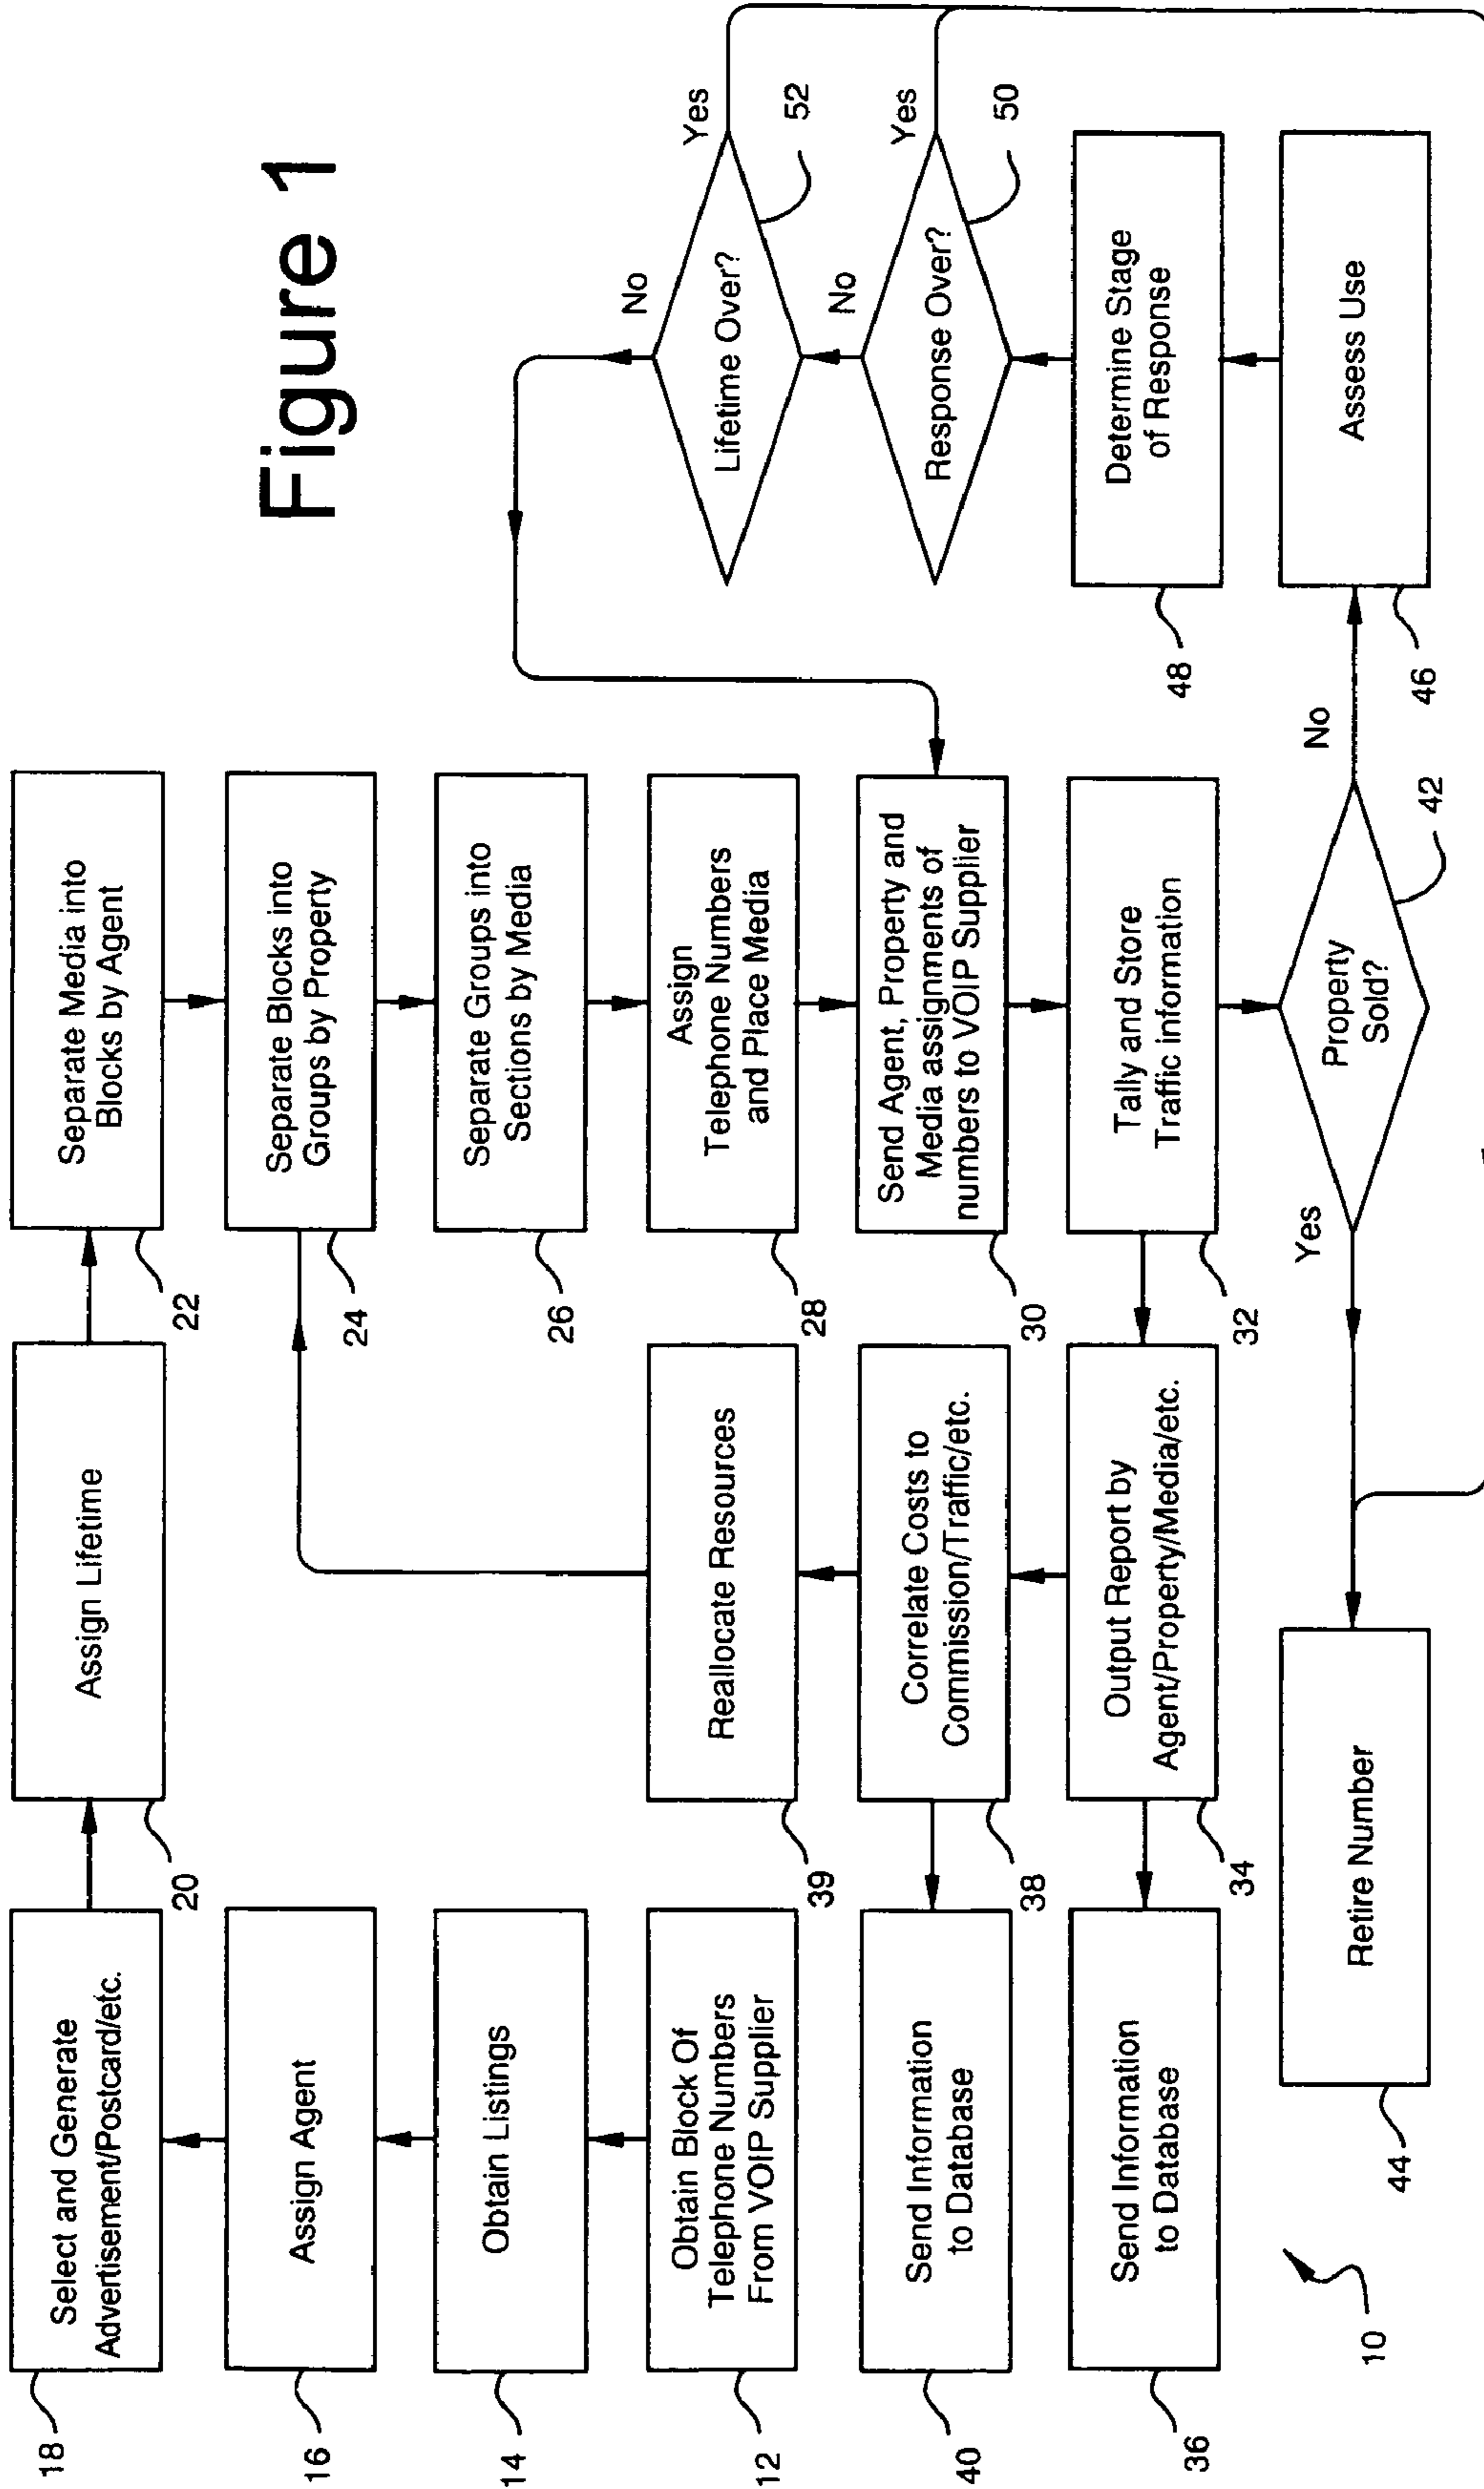 Figure 1
18
Select and Generate
Advertisement/Postcard/etc.
20
Assign Lifetime
22
Separate Media into
Blocks by Agent
16
Assign Agent
24
Separate Blocks into
Groups by Property
14
Obtain Listings
26
Separate Groups into
Sections by Media
12
Obtain Block Of
Telephone Numbers
From VOIP Supplier
39
Reallocate Resources
28
Assign
Telephone Numbers
and Place Media
No
Lifetime Over?
Yes
52
40
Send Information
to Database
38
Correlate Costs to
Commission/Traffic/etc.
30
Send Agent, Property and
Media assignments of
numbers to VOIP Supplier
No
Response Over?
Yes
50
36
Send Information
to Database
34
Output Report by
Agent/Property/Media/etc.
32
Tally and Store
Traffic information
48
Determine Stage
of Response
44
Retire Number
Yes
Property
Sold?
No
42
46
Assess Use
10